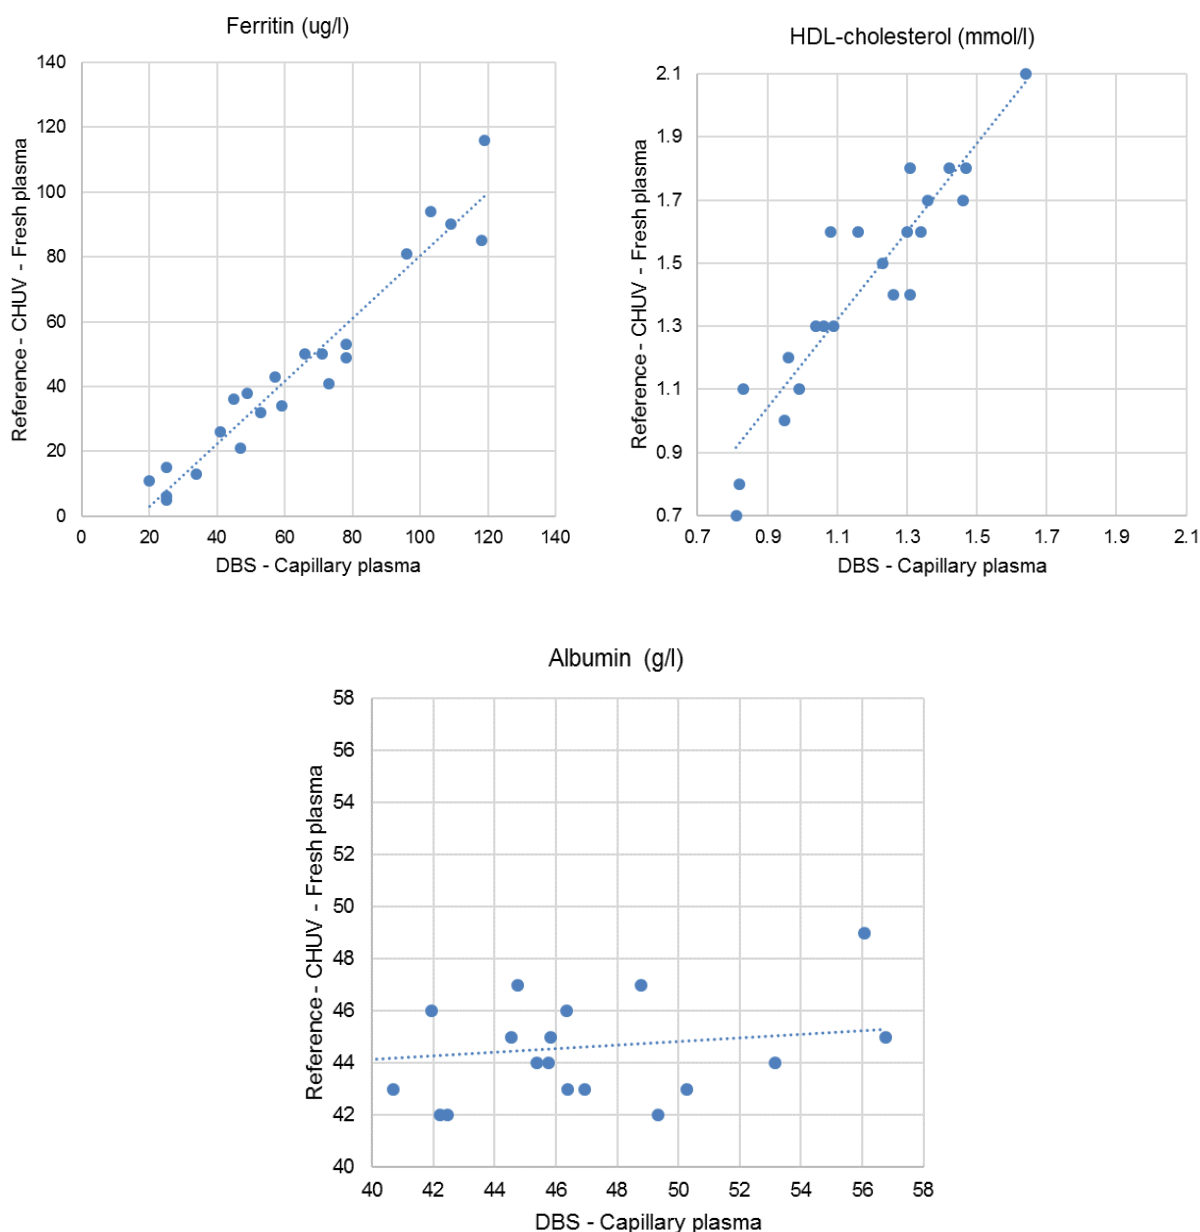 Ferritin (ug/l)
Reference - CHUV - Fresh plasma
140
120
100
80
60
40
20
0
0 20 40 60 80 100 120 140
DBS - Capillary plasma
HDL-cholesterol (mmol/l)
Reference - CHUV - Fresh plasma
2.1
1.9
1.7
1.5
1.3
1.1
0.9
0.7
0.7 0.9 1.1 1.3 1.5 1.7 1.9 2.1
DBS - Capillary plasma
Albumin (g/l)
Reference - CHUV - Fresh plasma
58
56
54
52
50
48
46
44
42
40
40 42 44 46 48 50 52 54 56 58
DBS - Capillary plasma